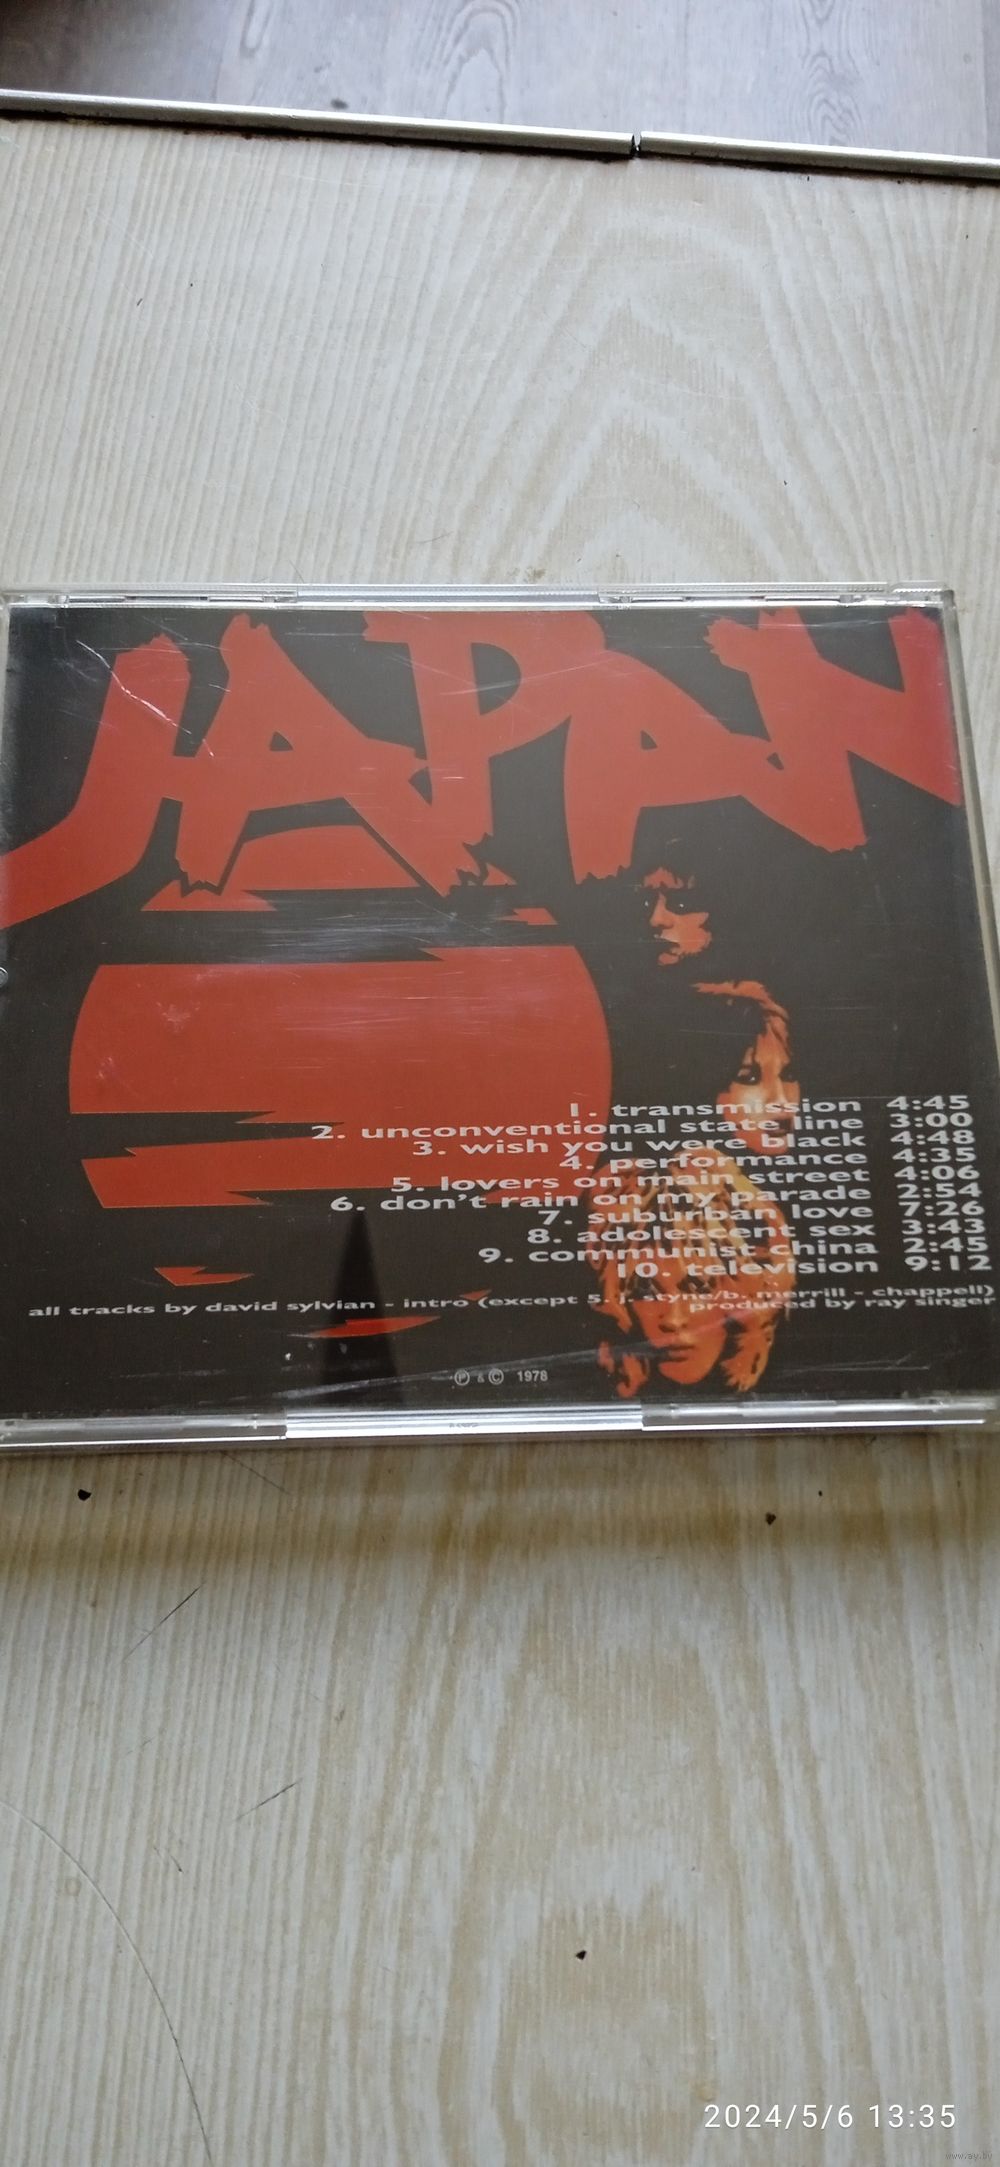 JAPAN
1. transmission 4:45
2. unconventional state line 3:00
3. wish you were black 4:48
4. performance 4:35
5. lovers on main street 4:06
6. don't rain on my parade 2:54
7. suburban love 7:26
8. adolescent sex 3:43
9. communist china 2:45
10. television 9:12
all tracks by david sylvian - intro (except 5. j. styne/b. merrill - chappell)
produced by ray singer
Ⓟ & © 1978
2024/5/6 13:35
www.ay.by